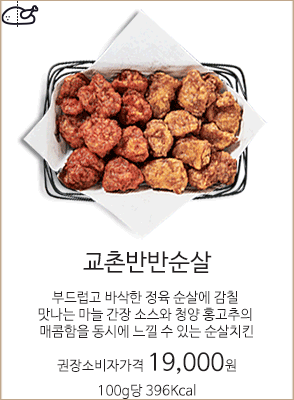 교촌반반순살
부드럽고 바삭한 정육 순살에 감칠
맛나는 마늘 간장 소스와 청양 홍고추의
매콤함을 동시에 느낄 수 있는 순살치킨
권장소비자가격 19,000원
100g당 396Kcal